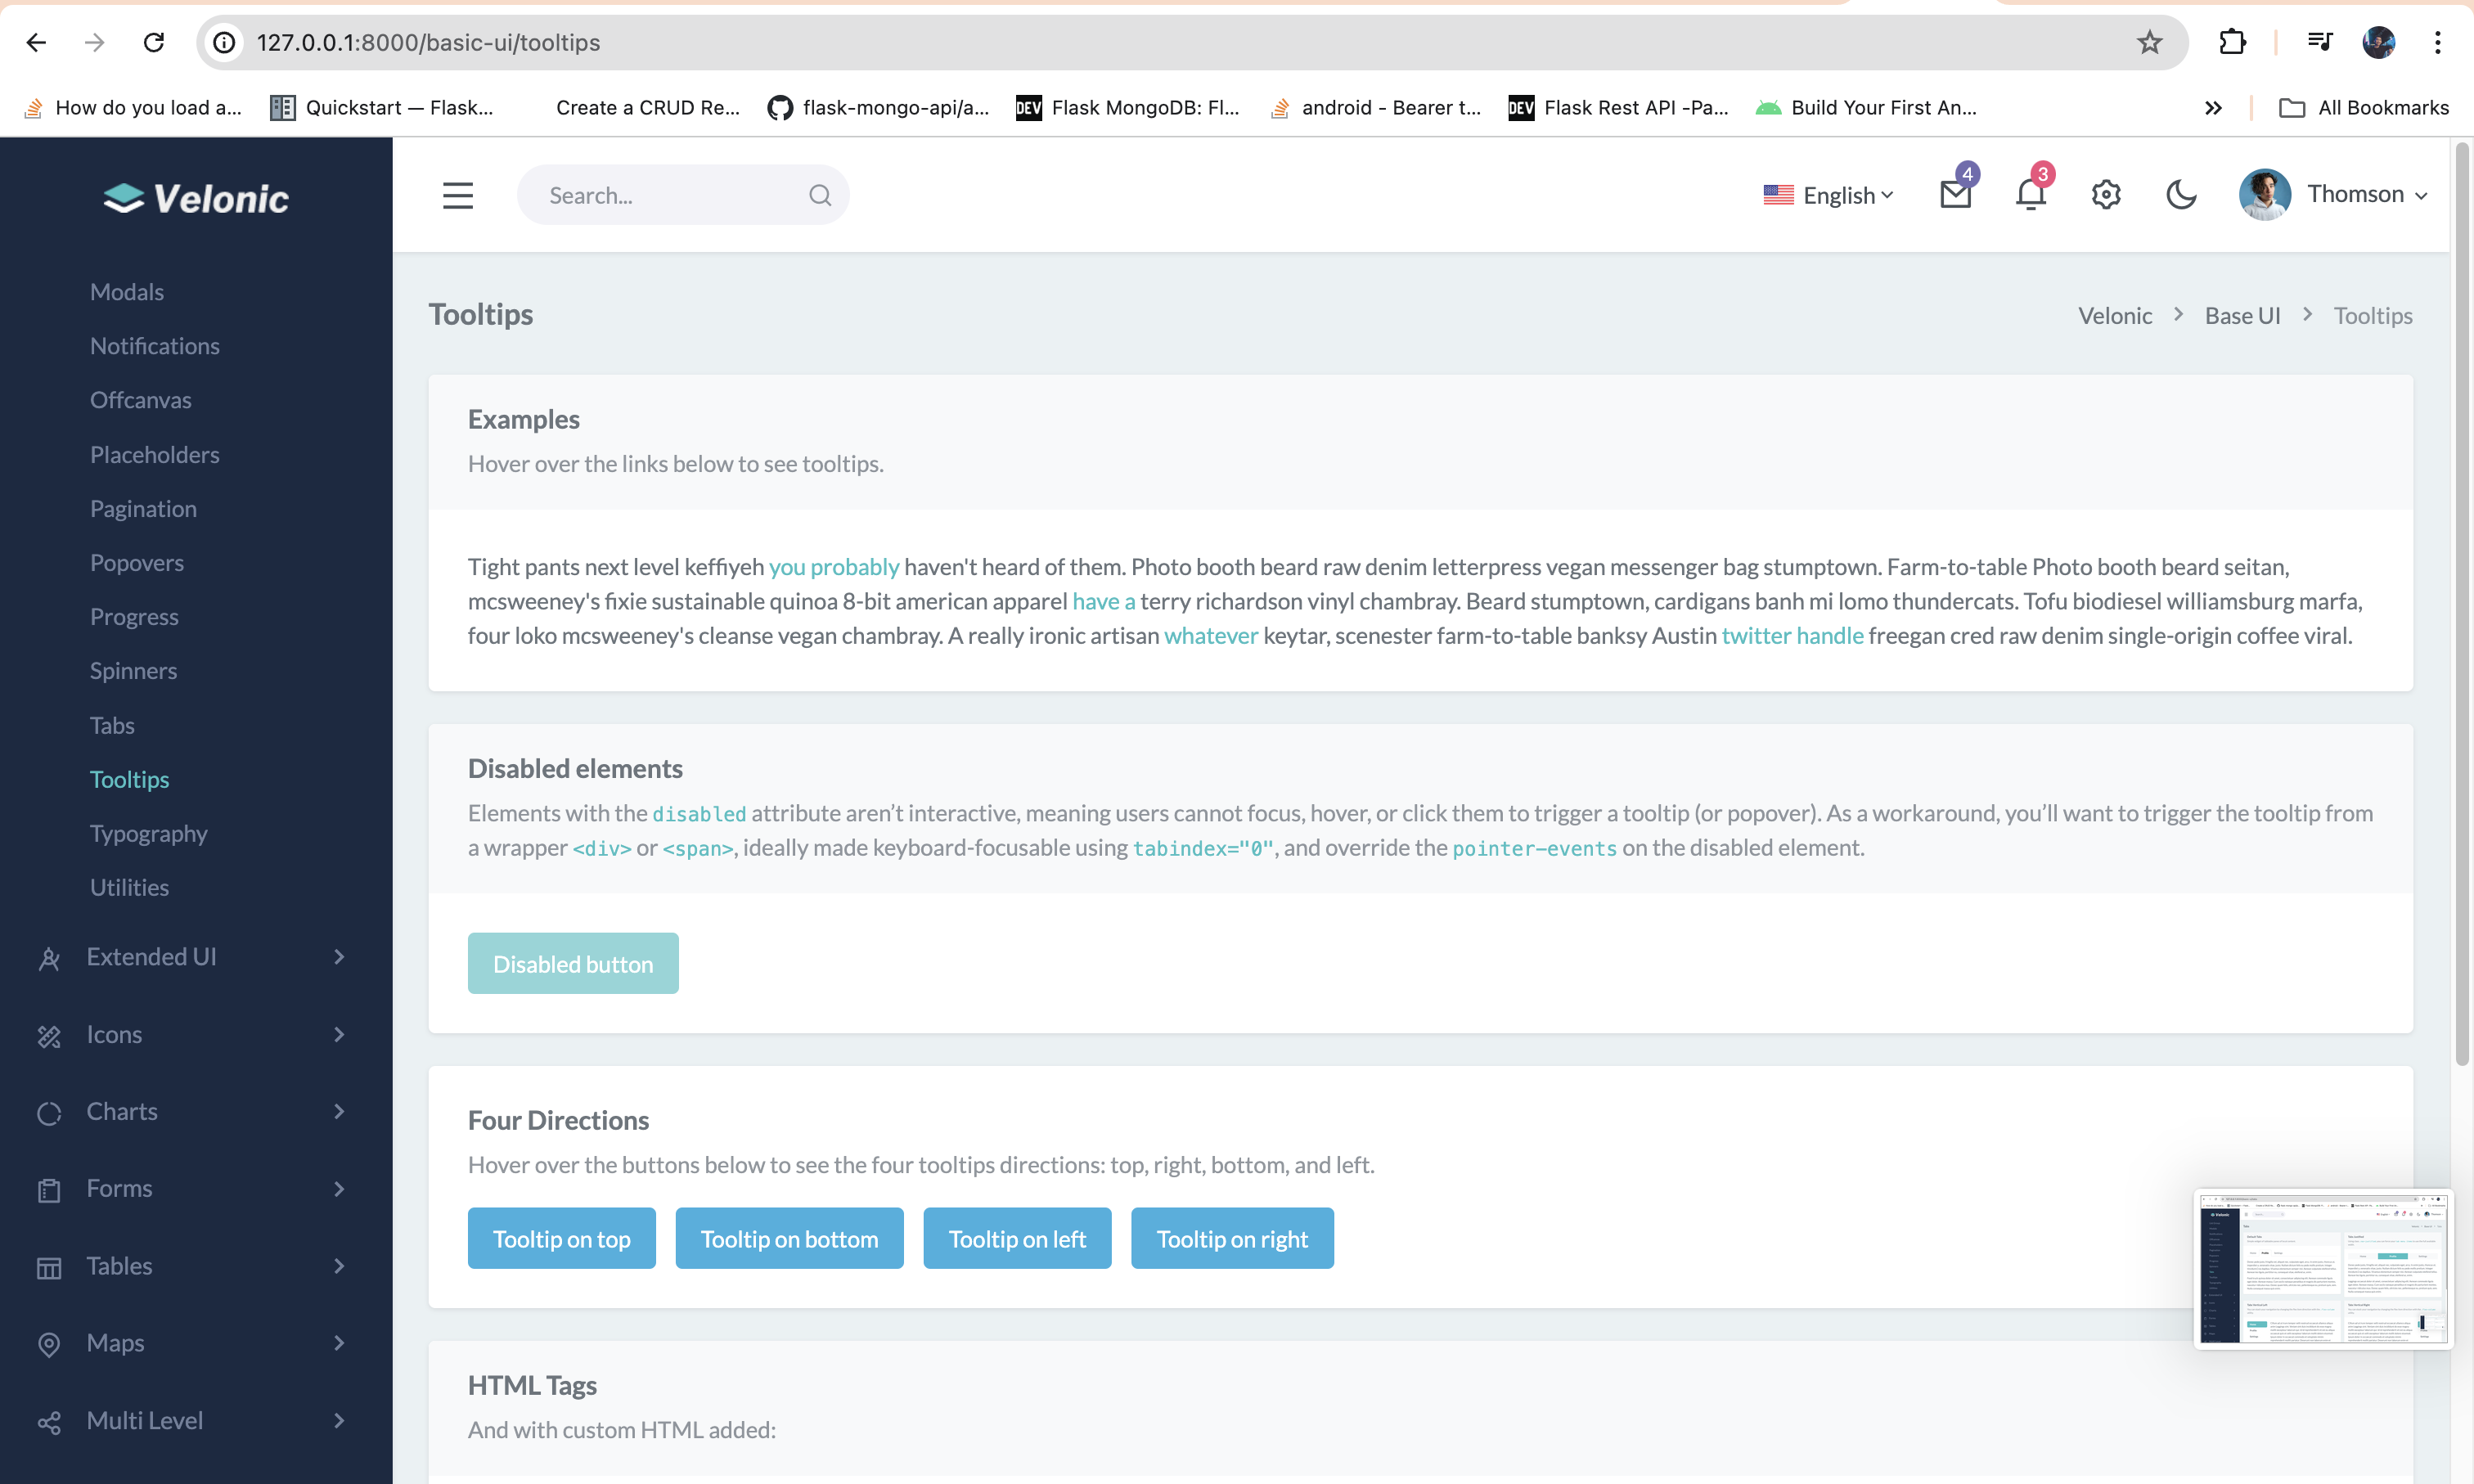 127.0.0.1:8000/basic-ui/tooltips
How do you load a...
Quickstart — Flask...
Create a CRUD Re...
flask-mongo-api/a...
DEV Flask MongoDB: Fl...
android - Bearer t...
DEV Flask Rest API -Pa...
Build Your First An...
All Bookmarks
Velonic
Search...
English
4
3
Thomson
Modals
Notifications
Offcanvas
Placeholders
Pagination
Popovers
Progress
Spinners
Tabs
Tooltips
Typography
Utilities
Extended UI
Icons
Charts
Forms
Tables
Maps
Multi Level
Tooltips
Velonic > Base UI > Tooltips
Examples
Hover over the links below to see tooltips.
Tight pants next level keffiyeh you probably haven't heard of them. Photo booth beard raw denim letterpress vegan messenger bag stumptown. Farm-to-table Photo booth beard seitan,
mcsweeney's fixie sustainable quinoa 8-bit american apparel have a terry richardson vinyl chambray. Beard stumptown, cardigans banh mi lomo thundercats. Tofu biodiesel williamsburg marfa,
four loko mcsweeney's cleanse vegan chambray. A really ironic artisan whatever keytar, scenester farm-to-table banksy Austin twitter handle freegan cred raw denim single-origin coffee viral.
Disabled elements
Elements with the disabled attribute aren’t interactive, meaning users cannot focus, hover, or click them to trigger a tooltip (or popover). As a workaround, you’ll want to trigger the tooltip from
a wrapper <div> or <span>, ideally made keyboard-focusable using tabindex="0", and override the pointer-events on the disabled element.
Disabled button
Four Directions
Hover over the buttons below to see the four tooltips directions: top, right, bottom, and left.
Tooltip on top
Tooltip on bottom
Tooltip on left
Tooltip on right
HTML Tags
And with custom HTML added: